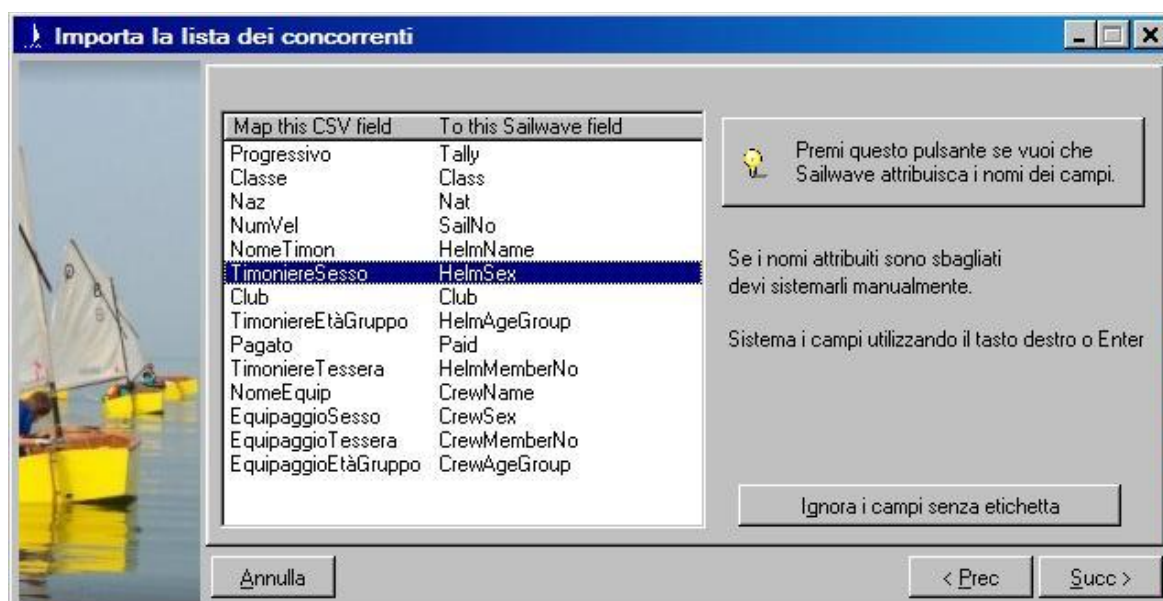 Importa la lista dei concorrenti
Map this CSV field To this Sailwave field
Progressivo Tally
Classe Class
Naz Nat
NumVel SailNo
NomeTimon HelmName
TimoniereSesso HelmSex
Club Club
TimoniereEtàGruppo HelmAgeGroup
Pagato Paid
TimoniereTessera HelmMemberNo
NomeEquip CrewName
EquipaggioSesso CrewSex
EquipaggioTessera CrewMemberNo
EquipaggioEtàGruppo CrewAgeGroup
Premi questo pulsante se vuoi che
Sailwave attribuisca i nomi dei campi.
Se i nomi attribuiti sono sbagliati
devi sistemarli manualmente.
Sistema i campi utilizzando il tasto destro o Enter
Ignora i campi senza etichetta
Annulla
< Prec
Succ >